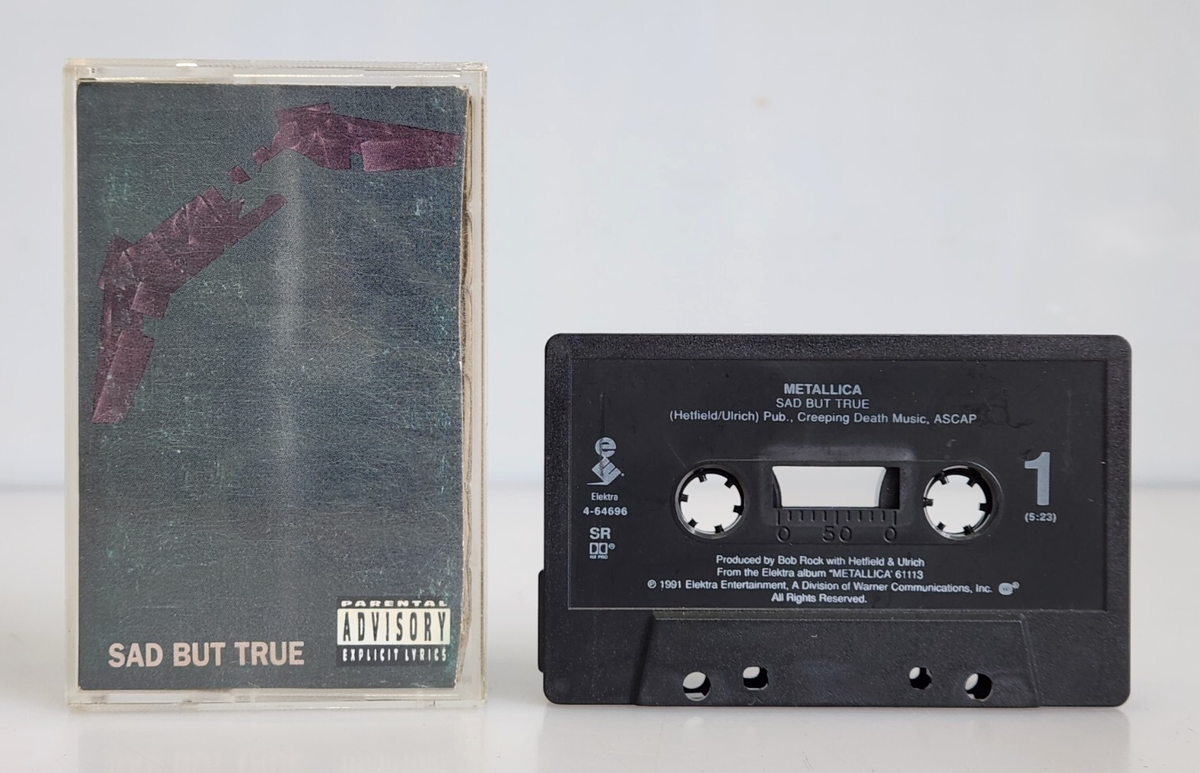 SAD BUT TRUE
PARENTAL
ADVISORY
EXPLICIT LYRICS
METALLICA
SAD BUT TRUE
(Hetfield/Ulrich) Pub., Creeping Death Music, ASCAP
e
Elektra
4-64696
SR
HX PRO
1
(5:23)
0 50 0
Produced by Bob Rock with Hetfield & Ulrich
From the Elektra album "METALLICA' 61113
℗ 1991 Elektra Entertainment, A Division of Warner Communications, Inc.
All Rights Reserved.